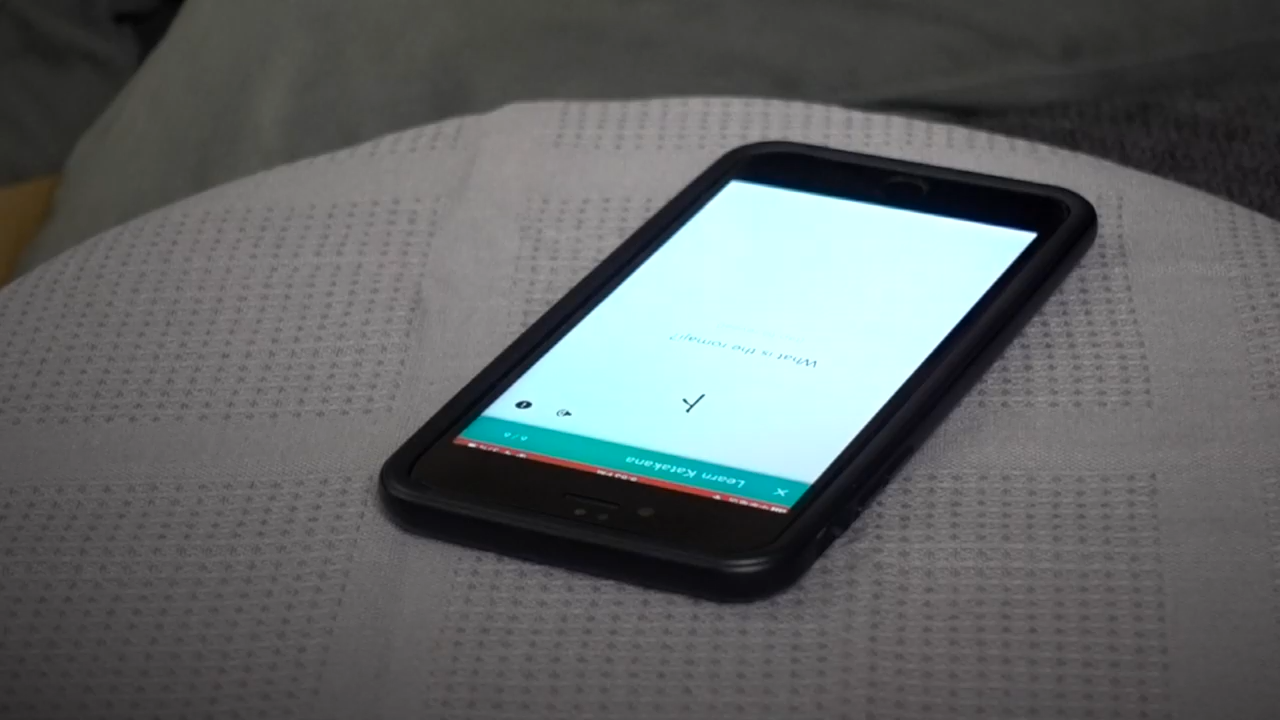 Learn Katakana
ト
What is the romaji?